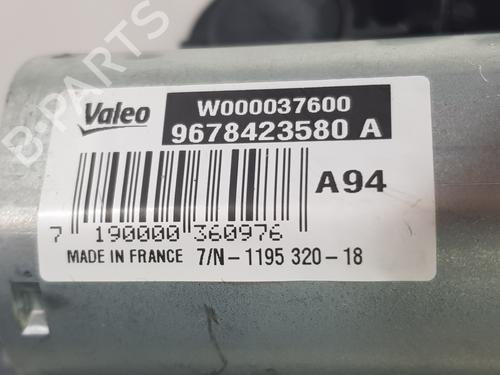 B-PARTS
Valeo
W000037600
9678423580 A
A94
7 190000 360976
MADE IN FRANCE 7/N-1195 320-18